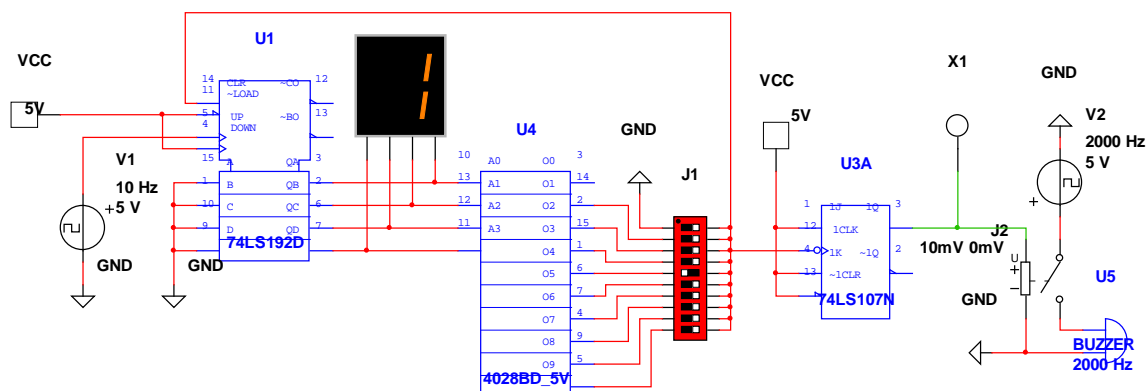 U1
VCC
5V
14 CLR ~CO 12
11 ~LOAD
5 UP ~BO 13
4 DOWN
15 A QA 3
1 B QB 2
10 C QC 6
9 D QD 7
74LS192D
V1
10 Hz
+ 5 V
GND
GND
1
U4
10 A0 O0 3
13 A1 O1 14
12 A2 O2 2
11 A3 O3 15
O4 1
O5 6
O6 7
O7 4
O8 9
O9 5
4028BD_5V
GND
J1
VCC
5V
U3A
1 1J 1Q 3
12 1CLK
4 1K ~1Q 2
13 ~1CLR
74LS107N
X1
10mV 0mV
J2
U
+
-
GND
GND
V2
2000 Hz
5 V
+
U5
BUZZER
2000 Hz